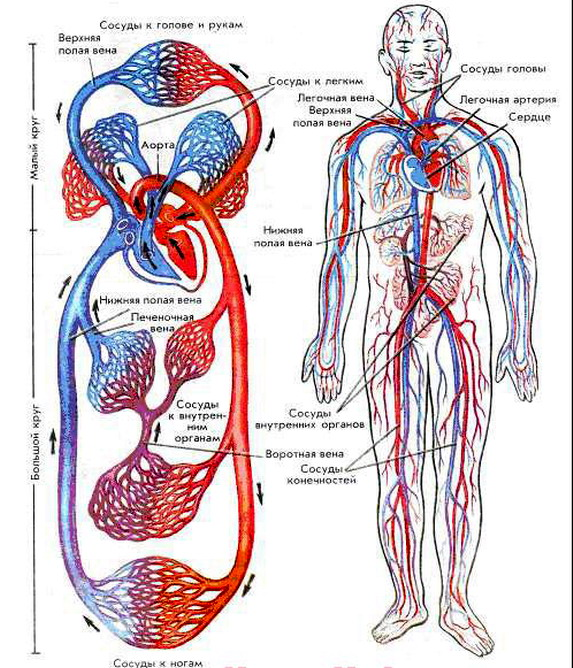 Сосуды к голове и рукам
Верхняя
полая вена
Сосуды к легким
Аорта
Малый круг
Большой круг
Нижняя полая вена
Печеночная
вена
Сосуды
к внутрен-
ним
органам
Воротная вена
Сосуды к ногам
Сосуды головы
Легочная вена
Верхняя
полая вена
Легочная артерия
Сердце
Нижняя
полая вена
Сосуды
внутренних органов
Сосуды
конечностей